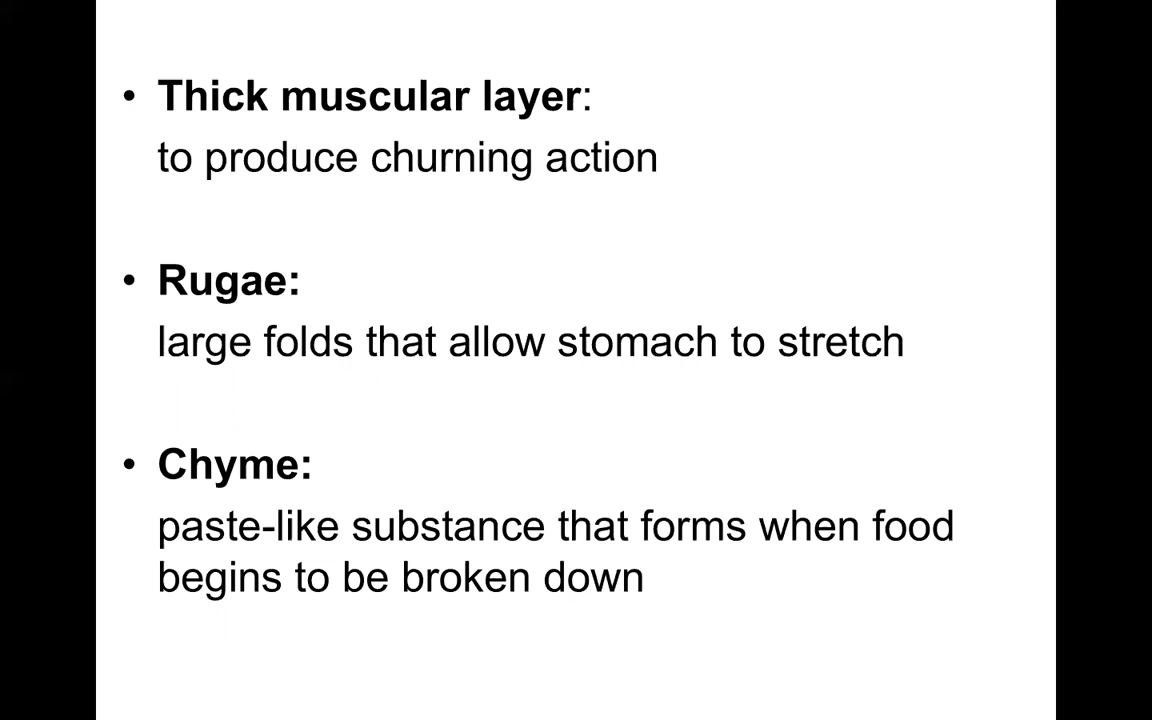 • Thick muscular layer:
to produce churning action
• Rugae:
large folds that allow stomach to stretch
• Chyme:
paste-like substance that forms when food
begins to be broken down